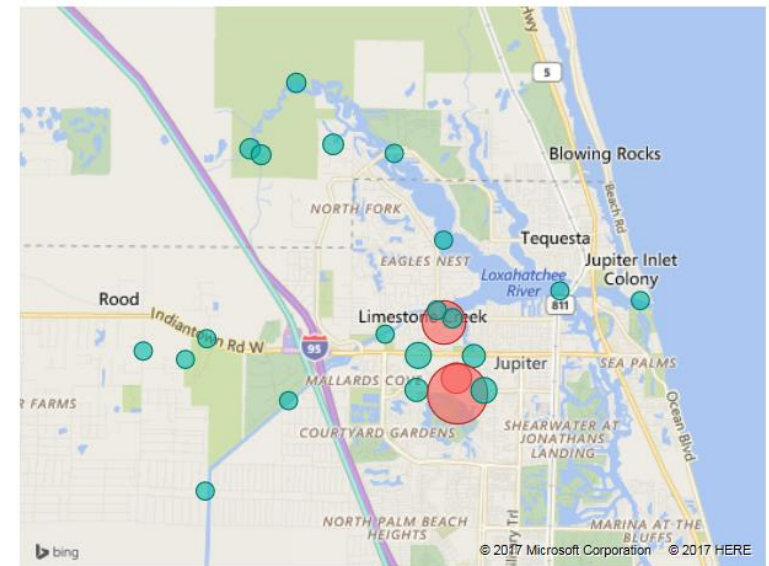 Hwy
5
Blowing Rocks
Beach Rd
NORTH FORK
Tequesta
EAGLES NEST
Jupiter Inlet
Colony
Loxahatchee
River
Rood
811
Limestone Creek
Indiantown Rd W
95
Jupiter
SEA PALMS
MALLARDS COVE
FARMS
Ocean Blvd
COURTYARD GARDENS
SHEARWATER AT
JONATHANS
LANDING
NORTH PALM BEACH
HEIGHTS
MARINA AT THE
BLUFFS
bing
© 2017 Microsoft Corporation © 2017 HERE